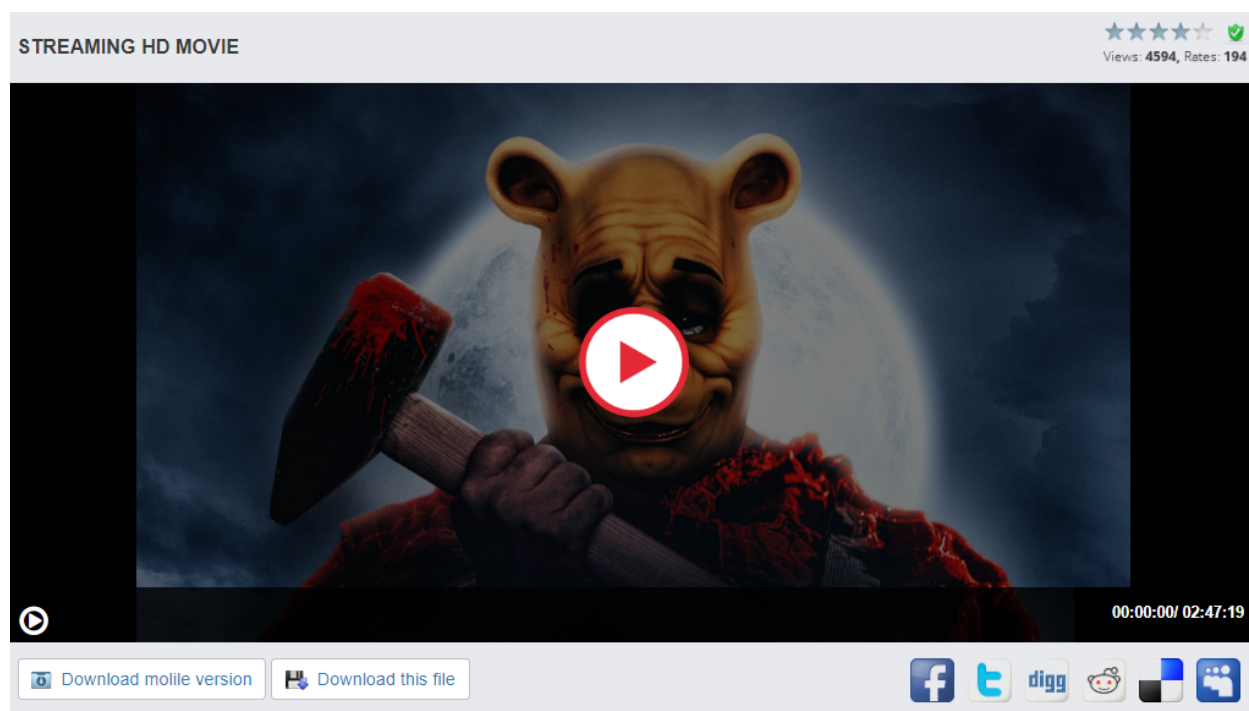 STREAMING HD MOVIE
Views: 4594, Rates: 194
00:00:00/ 02:47:19
Download molile version
Download this file
digg